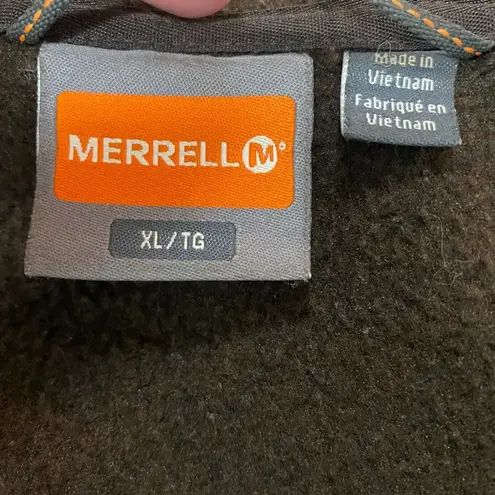 MERRELL M
XL/TG
Made in
Vietnam
Fabriqué en
Vietnam